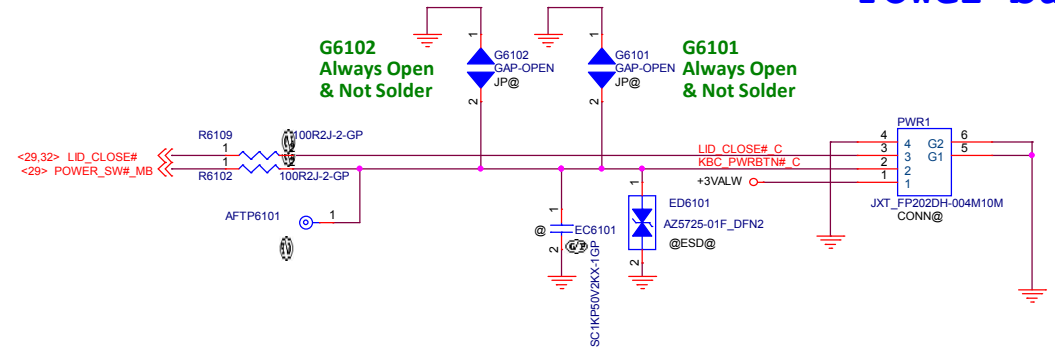 G6102
Always Open
& Not Solder
1
G6102
GAP-OPEN
JP@
2
1
G6101
GAP-OPEN
JP@
2
G6101
Always Open
& Not Solder
R6109
100R2J-2-GP
<29,32> LID_CLOSE#
1
2
<29> POWER_SW#_MB
1
2
R6102
100R2J-2-GP
AFTP6101
1
1
@
EC6101
2
SC1KP50V2KX-1GP
1
ED6101
AZ5725-01F_DFN2
@ESD@
2
LID_CLOSE#_C
KBC_PWRBTN#_C
+3VALW
PWR1
4
3
2
1
4
3
2
1
G2
G1
6
5
JXT_FP202DH-004M10M
CONN@